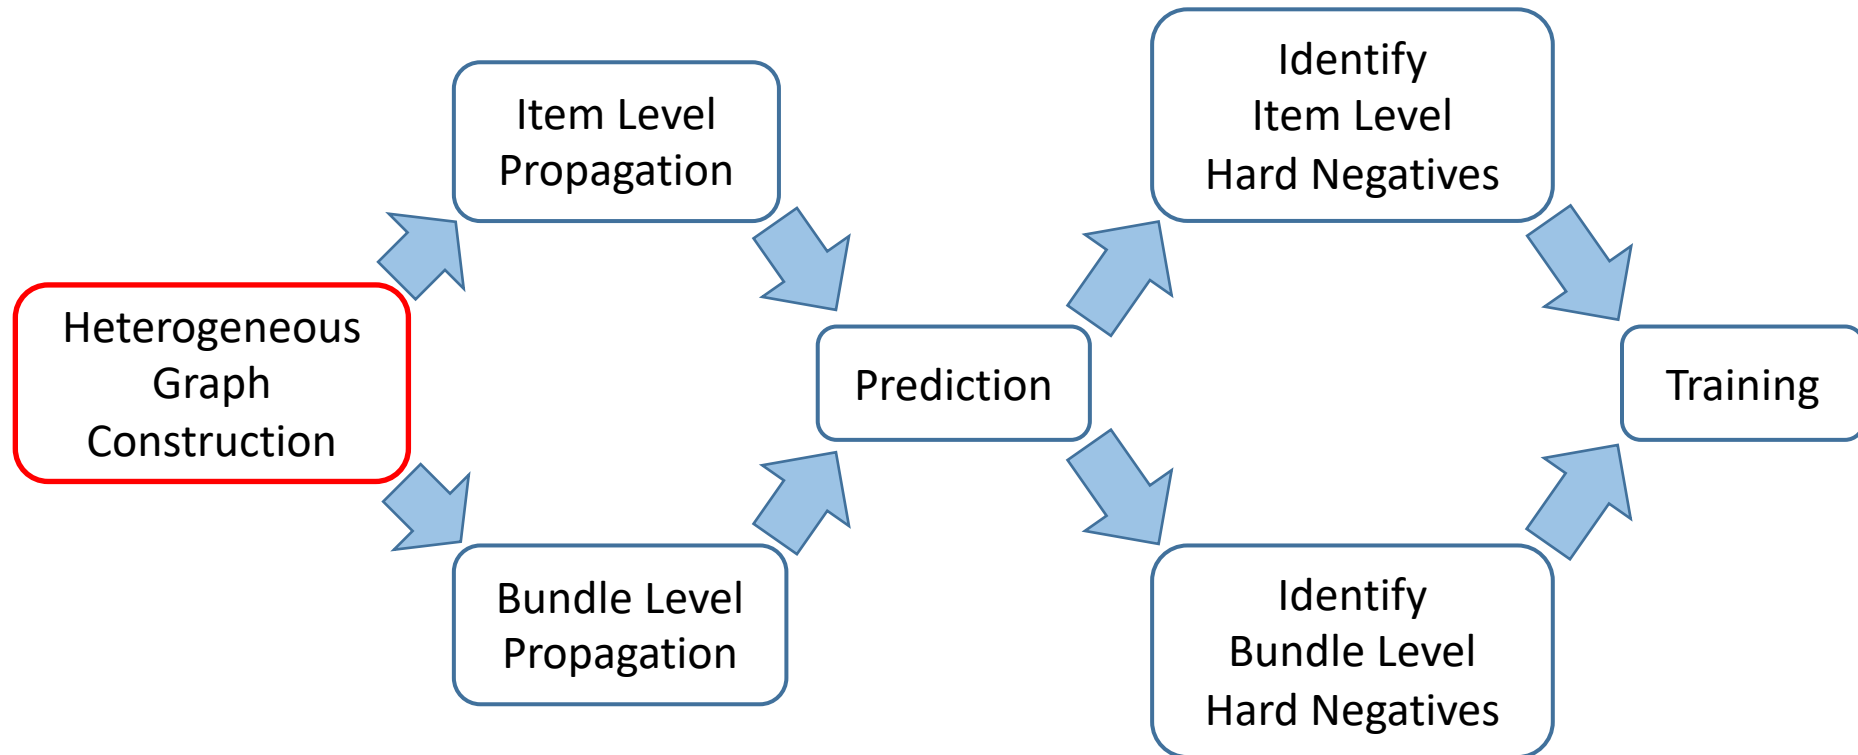 Heterogeneous
Graph
Construction
Item Level
Propagation
Bundle Level
Propagation
Prediction
Identify
Item Level
Hard Negatives
Identify
Bundle Level
Hard Negatives
Training